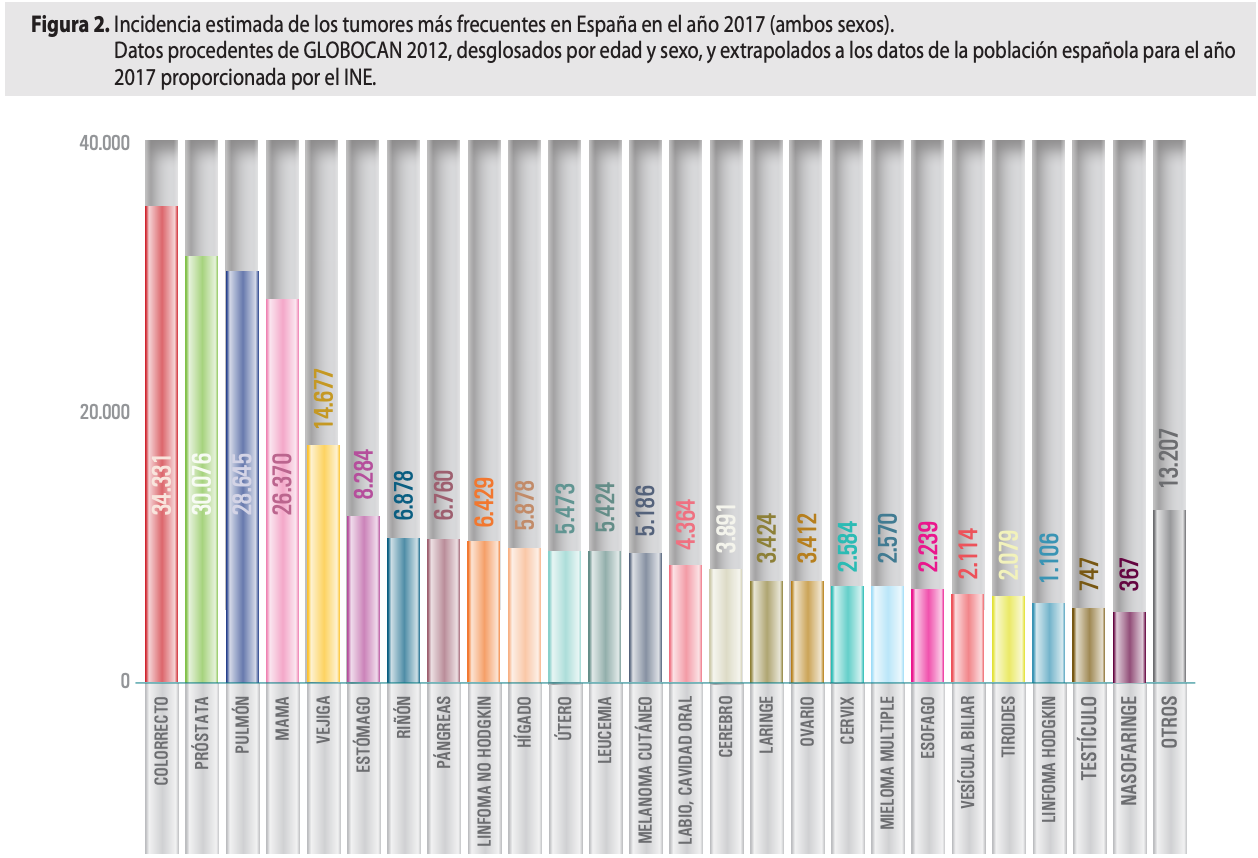 Figura 2. Incidencia estimada de los tumores más frecuentes en España en el año 2017 (ambos sexos).
Datos procedentes de GLOBOCAN 2012, desglosados por edad y sexo, y extrapolados a los datos de la población española para el año
2017 proporcionada por el INE.
40.000
20.000
0
34.331
30.076
28.645
26.370
14.677
8.284
6.878
6.760
6.429
5.878
5.473
5.424
5.186
4.364
3.891
3.424
3.412
2.584
2.570
2.239
2.114
2.079
1.106
747
367
13.207
COLORRECTO
PRÓSTATA
PULMÓN
MAMA
VEJIGA
ESTÓMAGO
RIÑÓN
PÁNGREAS
LINFOMA NO HODGKIN
HÍGADO
ÚTERO
LEUCEMIA
MELANOMA CUTÁNEO
LABIO, CAVIDAD ORAL
CEREBRO
LARINGE
OVARIO
CERVIX
MIELOMA MULTIPLE
ESOFAGO
VESÍCULA BILIAR
TIROIDES
LINFOMA HODGKIN
TESTÍCULO
NASOFARINGE
OTROS